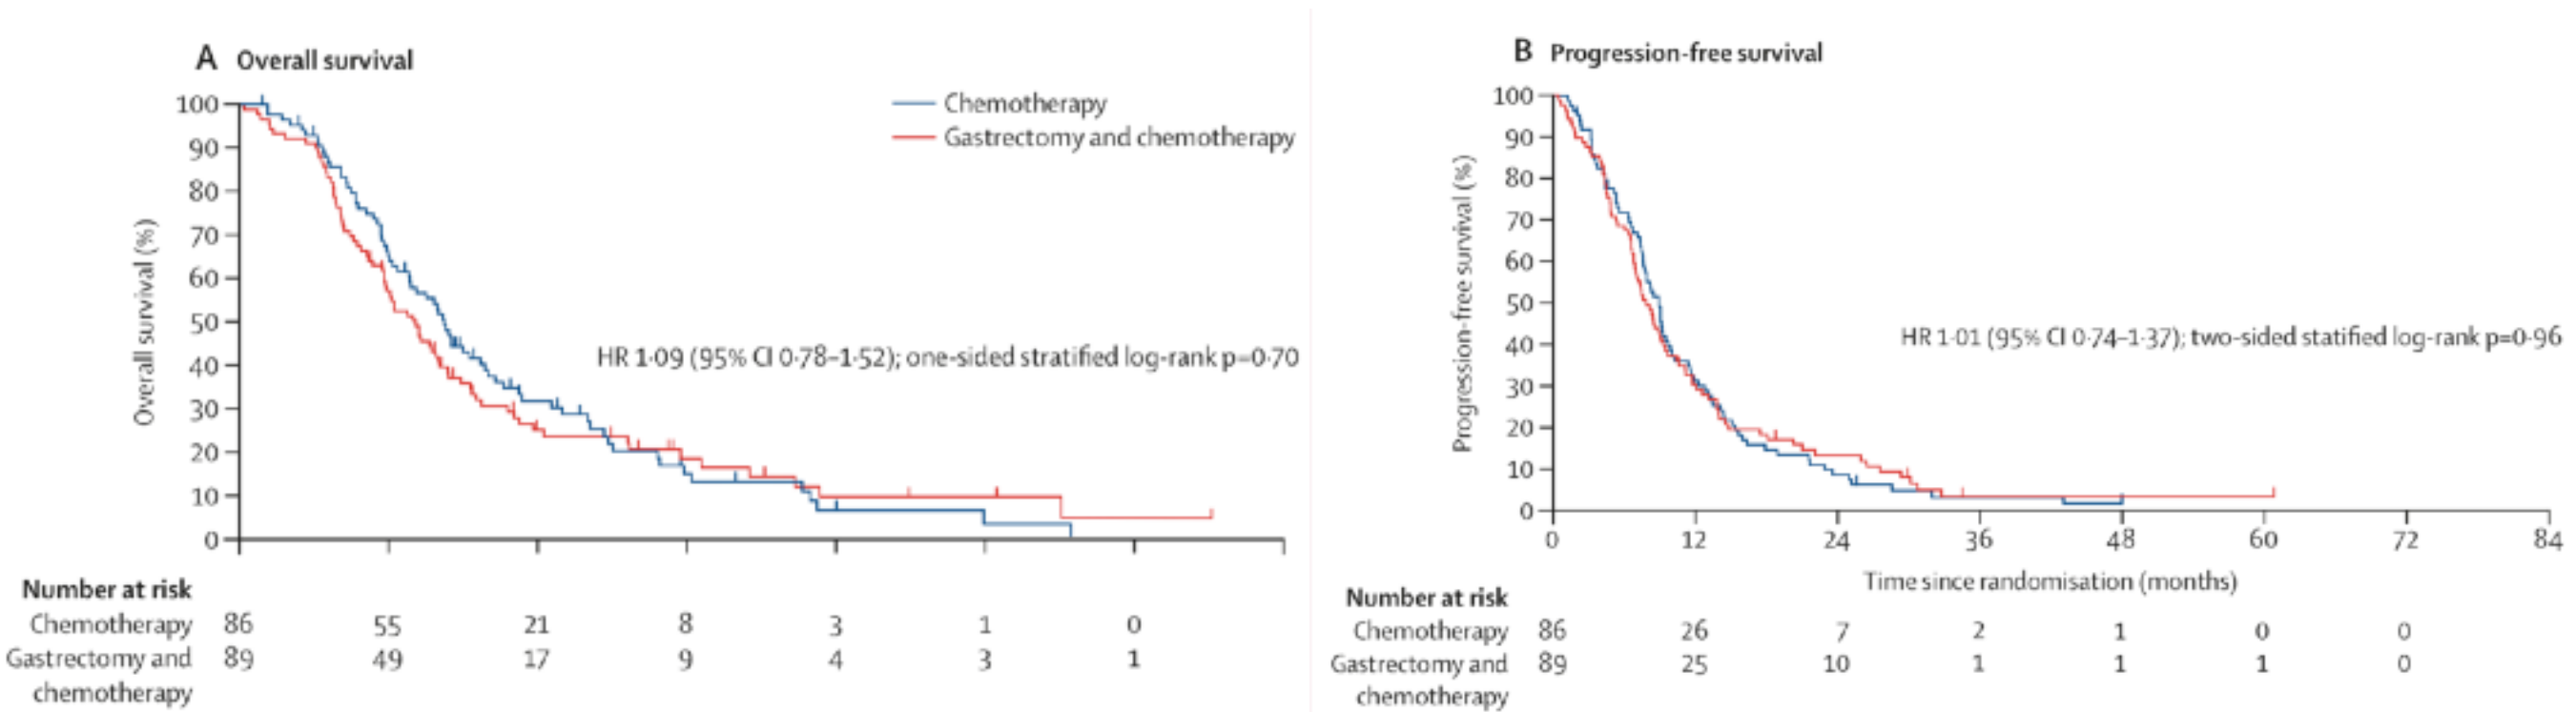 A Overall survival
100
90
80
70
60
50
40
30
20
10
0
Overall survival (%)
Chemotherapy
Gastrectomy and chemotherapy
HR 1·09 (95% CI 0·78–1·52); one-sided stratified log-rank p=0·70
Number at risk
Chemotherapy 86 55 21 8 3 1 0
Gastrectomy and 89 49 17 9 4 3 1
chemotherapy
B Progression-free survival
100
90
80
70
60
50
40
30
20
10
0
Progression-free survival (%)
HR 1·01 (95% CI 0·74–1·37); two-sided statified log-rank p=0·96
0 12 24 36 48 60 72 84
Time since randomisation (months)
Number at risk
Chemotherapy 86 26 7 2 1 0 0
Gastrectomy and 89 25 10 1 1 1 0
chemotherapy